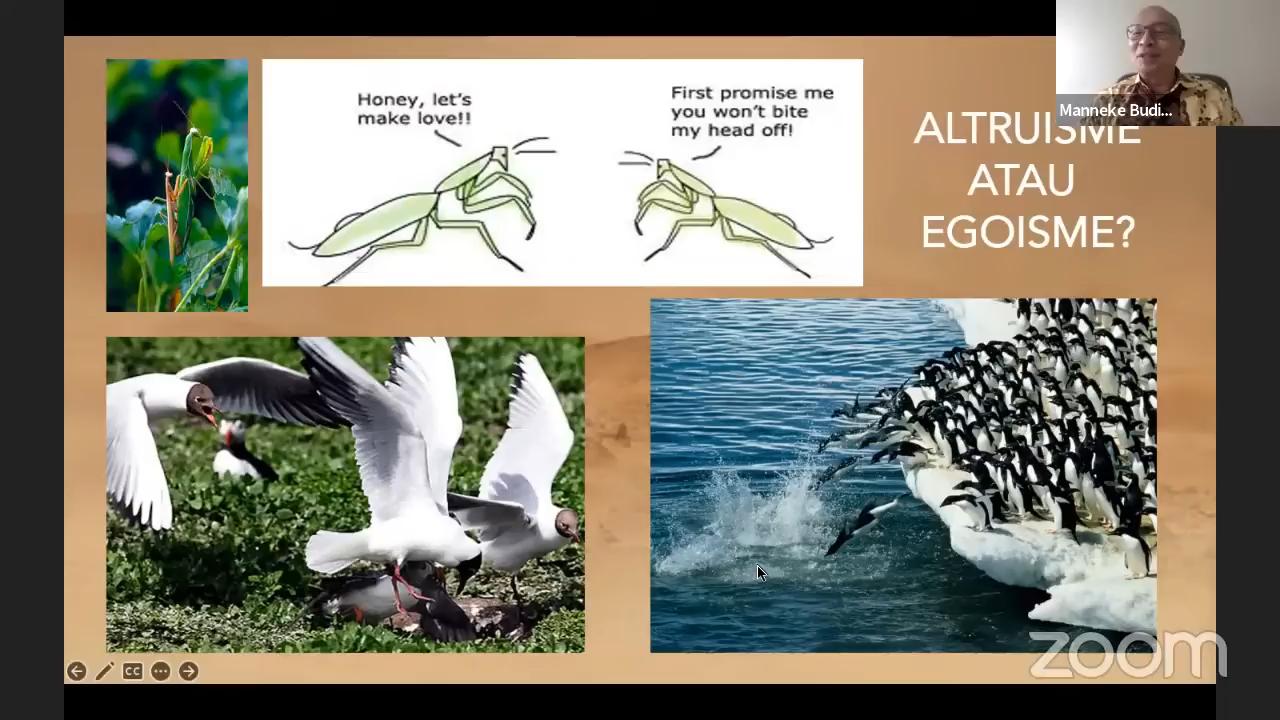 Honey, let's
make love!!
First promise me
you won't bite
my head off!
ALTRUISME
ATAU
EGOISME?
Manneke Budi...
CC
zoom